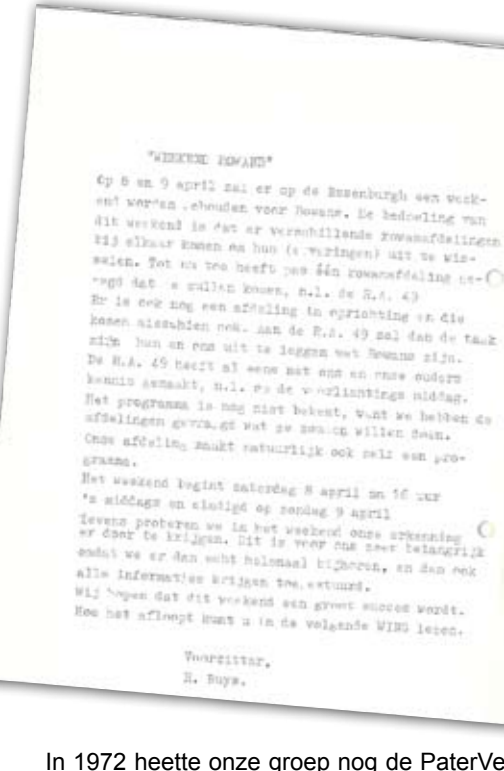 "WEEKEND ROWANS"
Op 8 en 9 april zal er op de Essenburgh een week-
end worden gehouden voor Rowans. De bedoeling van
dit weekend is dat er verschillende rowanafdelingen
bij elkaar komen om hun (ervaringen) uit te wis-
selen. Tot nu toe heeft pas één rowanafdeling ge-
zegd dat ze zullen komen, n.l. de R.A. 49
Er is ook nog een afdeling in oprichting en die
komen misschien ook. Aan de R.A. 49 zal dan de taak
zijn hun en ons uit te leggen wat Rowans zijn.
De R.A. 49 heeft al eens met ons en onze ouders
kennis gemaakt, n.l. op de voorlichtings middag.
Het programma is nog niet bekent, want we hebben de
afdelingen gevraagd wat ze zouden willen doen.
Onze afdeling maakt natuurlijk ook zelf een pro-
gramma.
Het weekend begint zaterdag 8 april om 16 uur
's middags en eindigd op zondag 9 april
Tevens proberen we in het weekend onze erkenning
er door te krijgen. Dit is voor ons zeer belangrijk
omdat we er dan echt helemaal bijhoren, en dan ook
alle informaties krijgen toegestuurd.
Wij hopen dat dit weekend een groot succes wordt.
Hoe het afloopt kunt u in de volgende WING lezen.
Voorzitter,
H. Buys.
In 1972 heette onze groep nog de PaterVe